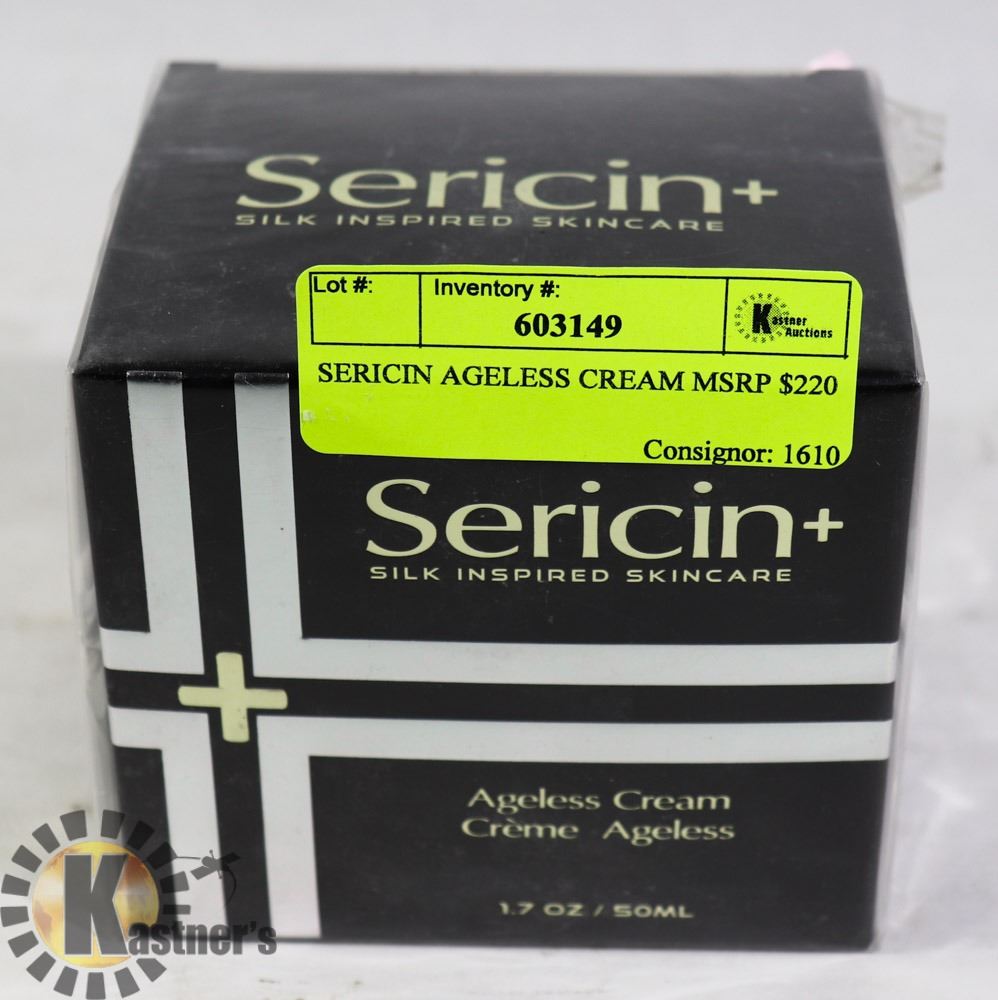 Sericin+
SILK INSPIRED SKINCARE
Lot #:
Inventory #:
603149
Kastner
Auctions
SERICIN AGELESS CREAM MSRP $220
Consignor: 1610
Sericin+
SILK INSPIRED SKINCARE
Ageless Cream
Crème Ageless
1.7 OZ / 50ML
Kastner's